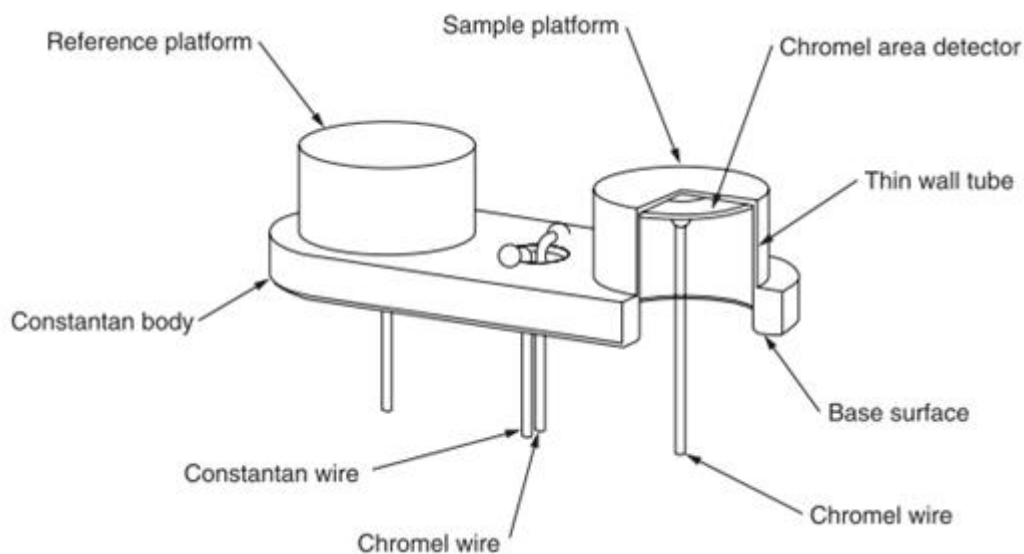 Reference platform
Sample platform
Chromel area detector
Thin wall tube
Constantan body
Base surface
Constantan wire
Chromel wire
Chromel wire